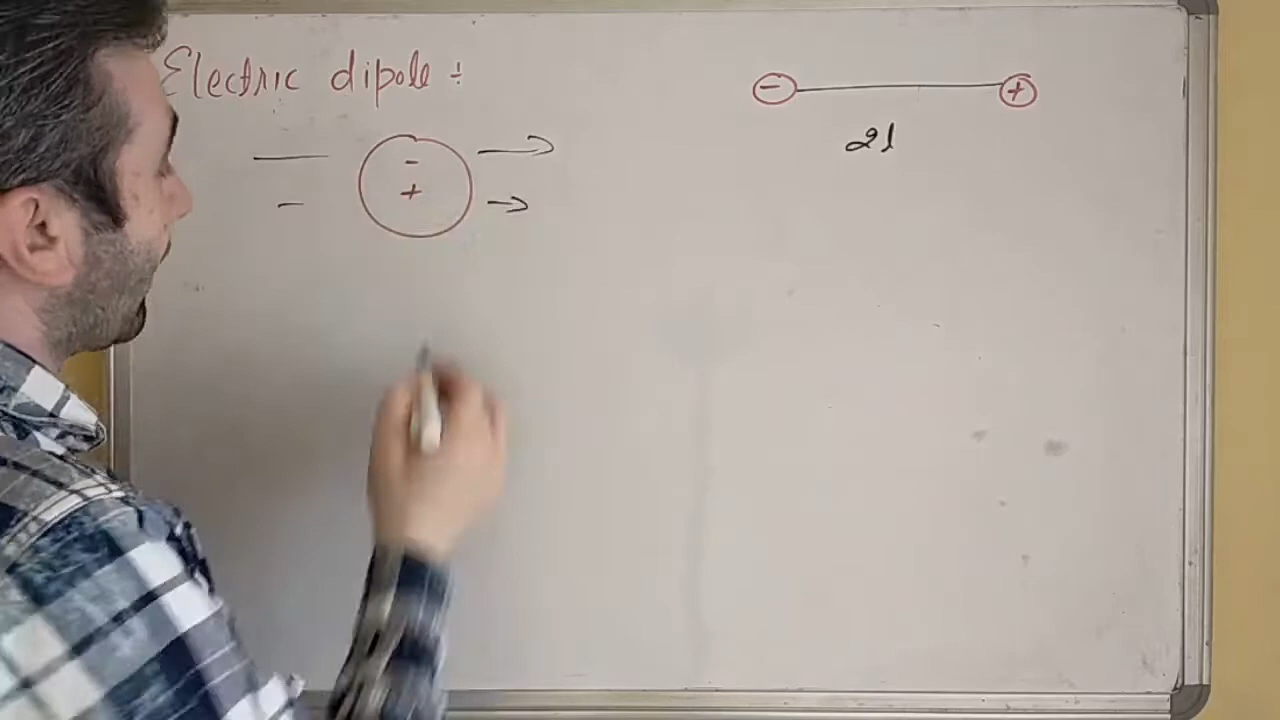 Electric dipole ÷
- +
2l
-
+